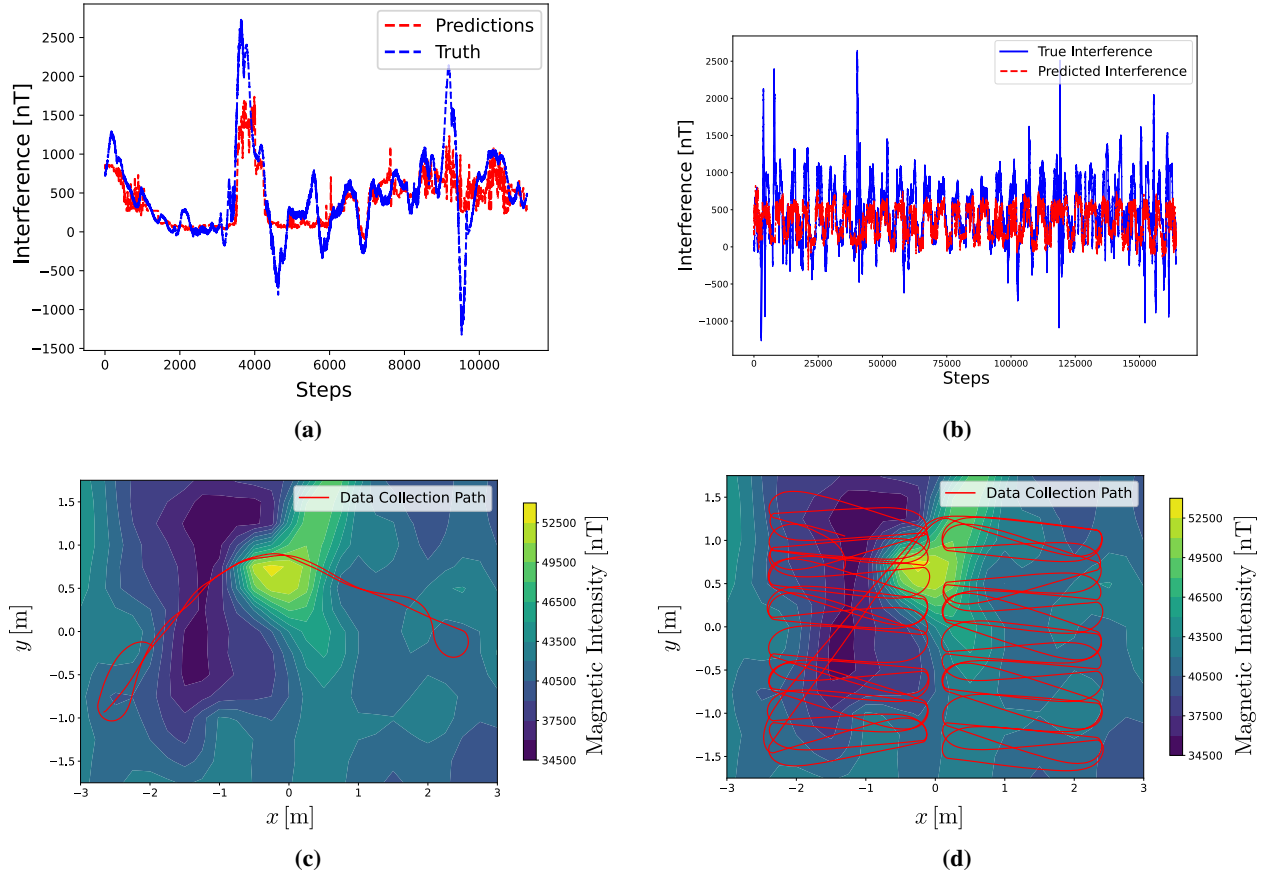 Interference [nT]
2500
2000
1500
1000
500
0
−500
−1000
−1500
Predictions
Truth
0 2000 4000 6000 8000 10000
Steps
(a)
Interference [nT]
2500
2000
1500
1000
500
0
−500
−1000
True Interference
Predicted Interference
0 25000 50000 75000 100000 125000 150000
Steps
(b)
y [m]
1.5
1.0
0.5
0.0
−0.5
−1.0
−1.5
Data Collection Path
−3 −2 −1 0 1 2 3
x [m]
52500
49500
46500
43500
40500
37500
34500
Magnetic Intensity [nT]
(c)
y [m]
1.5
1.0
0.5
0.0
−0.5
−1.0
−1.5
Data Collection Path
−3 −2 −1 0 1 2 3
x [m]
52500
49500
46500
43500
40500
37500
34500
Magnetic Intensity [nT]
(d)